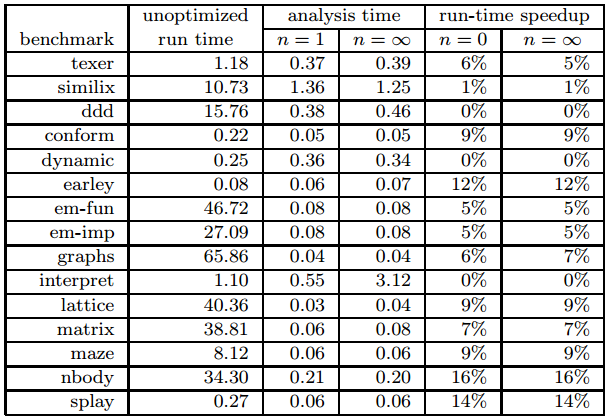 unoptimized analysis time run-time speedup
benchmark run time n = 1 n = ∞ n = 0 n = ∞
texer 1.18 0.37 0.39 6% 5%
similix 10.73 1.36 1.25 1% 1%
ddd 15.76 0.38 0.46 0% 0%
conform 0.22 0.05 0.05 9% 9%
dynamic 0.25 0.36 0.34 0% 0%
earley 0.08 0.06 0.07 12% 12%
em-fun 46.72 0.08 0.08 5% 5%
em-imp 27.09 0.08 0.08 5% 5%
graphs 65.86 0.04 0.04 6% 7%
interpret 1.10 0.55 3.12 0% 0%
lattice 40.36 0.03 0.04 9% 9%
matrix 38.81 0.06 0.08 7% 7%
maze 8.12 0.06 0.06 9% 9%
nbody 34.30 0.21 0.20 16% 16%
splay 0.27 0.06 0.06 14% 14%